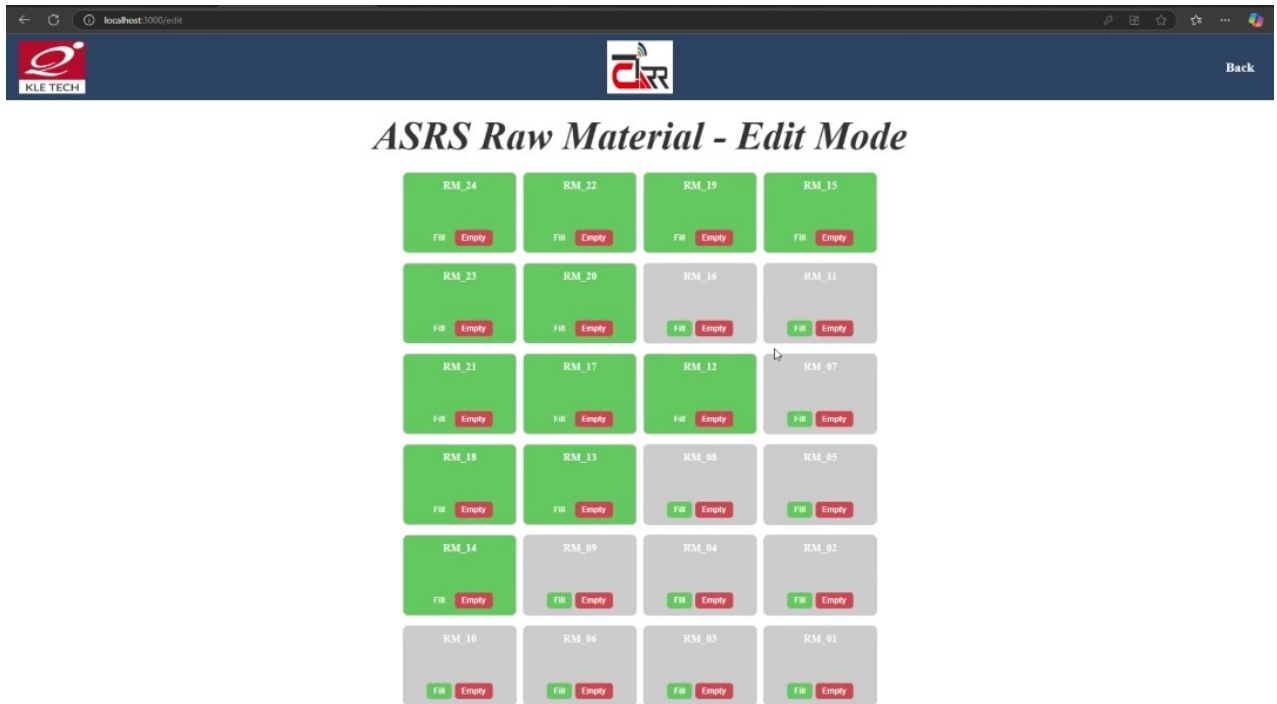 localhost:3000/edit
KLE TECH
Back
ASRS Raw Material - Edit Mode
RM_24 RM_22 RM_19 RM_15
Fill Empty Fill Empty Fill Empty Fill Empty
RM_23 RM_20 RM_16 RM_11
Fill Empty Fill Empty Fill Empty Fill Empty
RM_21 RM_17 RM_12 RM_07
Fill Empty Fill Empty Fill Empty Fill Empty
RM_18 RM_13 RM_08 RM_05
Fill Empty Fill Empty Fill Empty Fill Empty
RM_14 RM_09 RM_04 RM_02
Fill Empty Fill Empty Fill Empty Fill Empty
RM_10 RM_06 RM_03 RM_01
Fill Empty Fill Empty Fill Empty Fill Empty